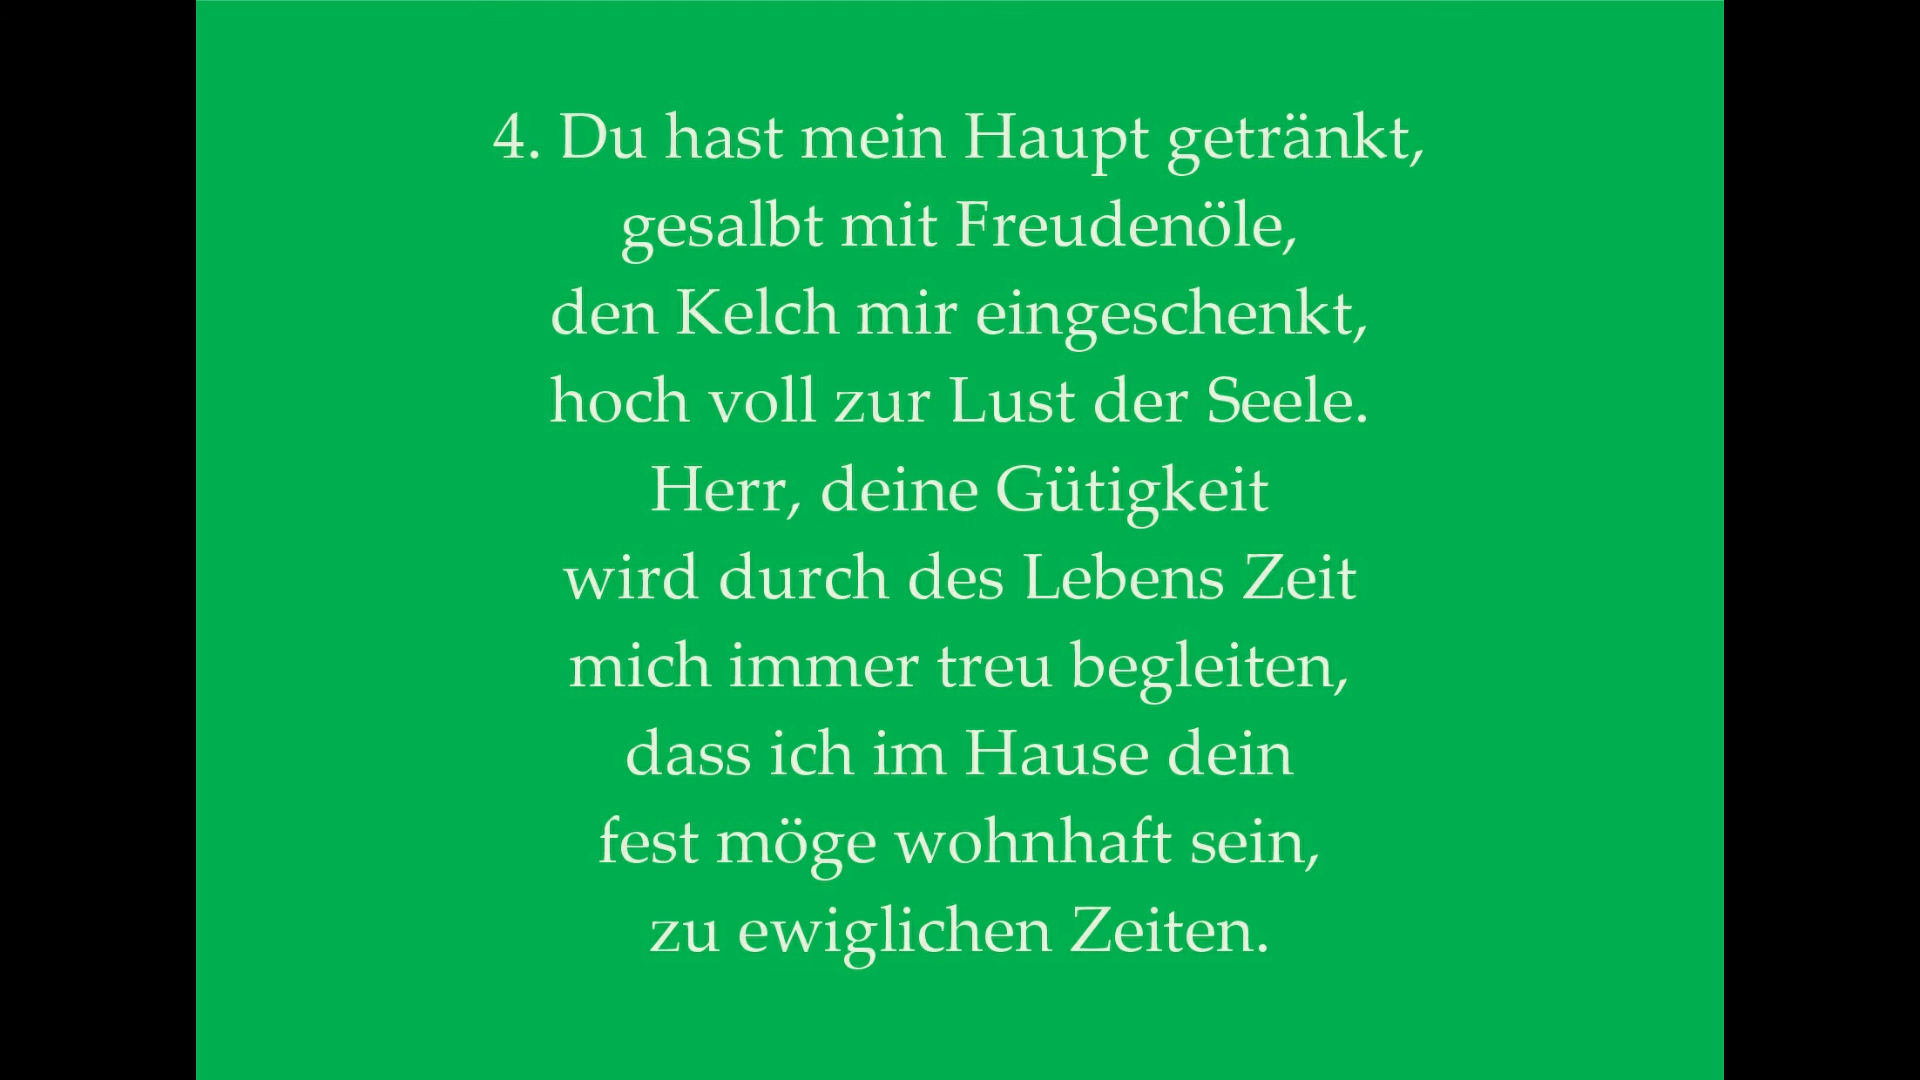 4. Du hast mein Haupt getränkt,
gesalbt mit Freudenöle,
den Kelch mir eingeschenkt,
hoch voll zur Lust der Seele.
Herr, deine Gütigkeit
wird durch des Lebens Zeit
mich immer treu begleiten,
dass ich im Hause dein
fest möge wohnhaft sein,
zu ewiglichen Zeiten.